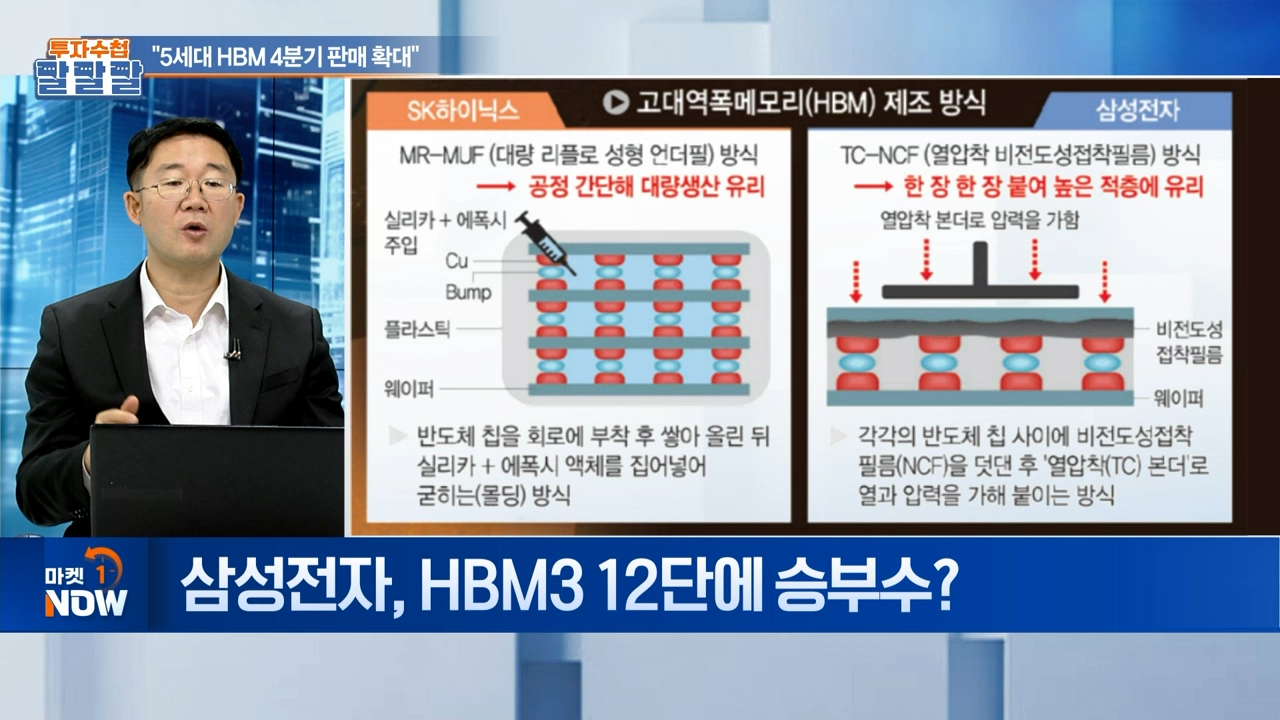 투자수첩
팔팔팔
"5세대 HBM 4분기 판매 확대"
고대역폭메모리(HBM) 제조 방식
SK하이닉스
MR-MUF (대량 리플로 성형 언더필) 방식
→ 공정 간단해 대량생산 유리
실리카 + 에폭시
주입
Cu
Bump
플라스틱
웨이퍼
반도체 칩을 회로에 부착 후 쌓아 올린 뒤
실리카 + 에폭시 액체를 집어넣어
굳히는(몰딩) 방식
삼성전자
TC-NCF (열압착 비전도성접착필름) 방식
→ 한 장 한 장 붙여 높은 적층에 유리
열압착 본더로 압력을 가함
비전도성
접착필름
웨이퍼
각각의 반도체 칩 사이에 비전도성접착
필름(NCF)을 덧댄 후 '열압착(TC) 본더'로
열과 압력을 가해 붙이는 방식
마켓 1
NOW
삼성전자, HBM3 12단에 승부수?